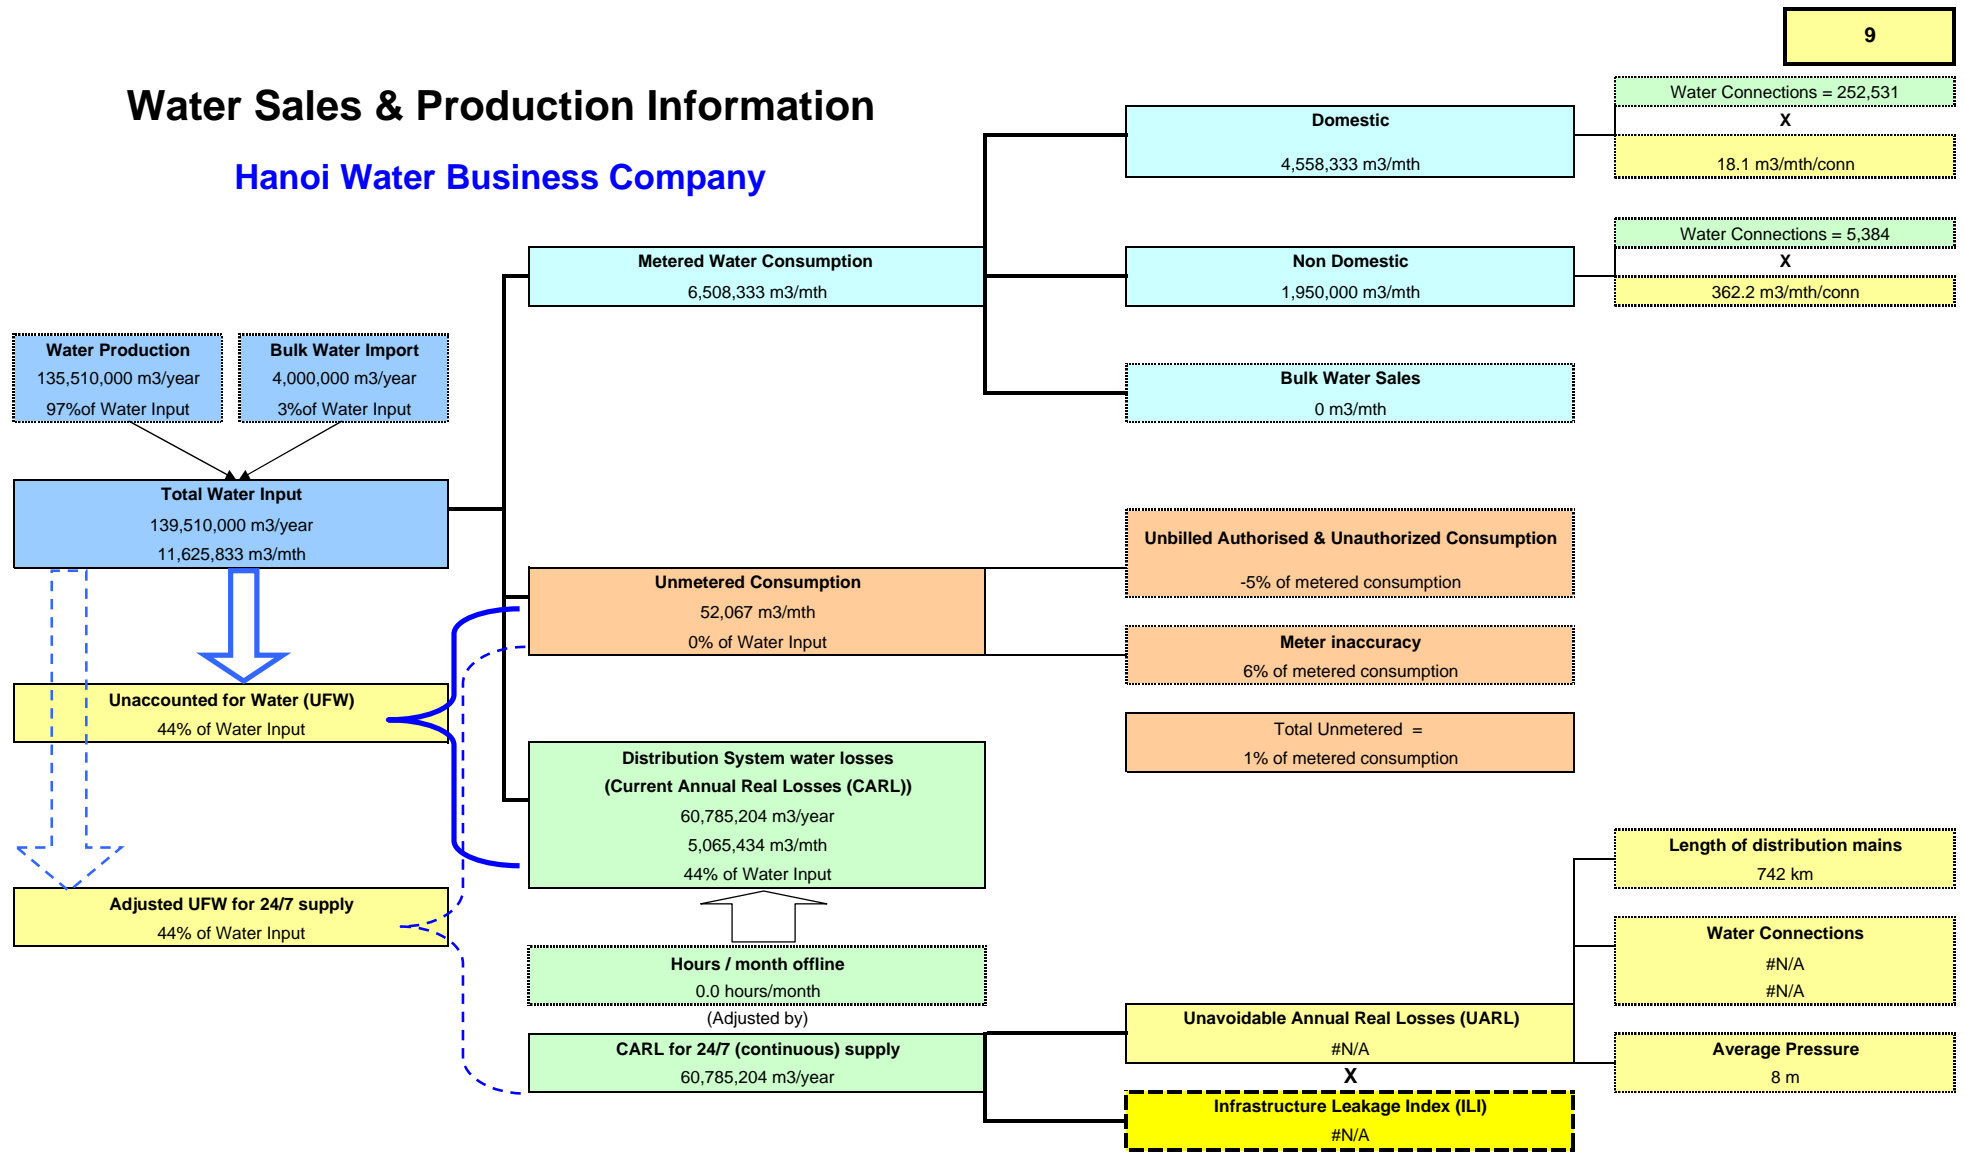 9
Water Sales & Production Information
Hanoi Water Business Company
Water Connections = 252,531
Domestic
X
4,558,333 m3/mth
18.1 m3/mth/conn
Water Connections = 5,384
Metered Water Consumption
6,508,333 m3/mth
Non Domestic
1,950,000 m3/mth
X
362.2 m3/mth/conn
Water Production
135,510,000 m3/year
97%of Water Input
Bulk Water Import
4,000,000 m3/year
3%of Water Input
Bulk Water Sales
0 m3/mth
Total Water Input
139,510,000 m3/year
11,625,833 m3/mth
Unbilled Authorised & Unauthorized Consumption
-5% of metered consumption
Unmetered Consumption
52,067 m3/mth
0% of Water Input
Meter inaccuracy
6% of metered consumption
Unaccounted for Water (UFW)
44% of Water Input
Total Unmetered =
1% of metered consumption
Distribution System water losses
(Current Annual Real Losses (CARL))
60,785,204 m3/year
5,065,434 m3/mth
44% of Water Input
Length of distribution mains
742 km
Adjusted UFW for 24/7 supply
44% of Water Input
Water Connections
#N/A
#N/A
Hours / month offline
0.0 hours/month
(Adjusted by)
CARL for 24/7 (continuous) supply
60,785,204 m3/year
Unavoidable Annual Real Losses (UARL)
#N/A
X
Average Pressure
8 m
Infrastructure Leakage Index (ILI)
#N/A